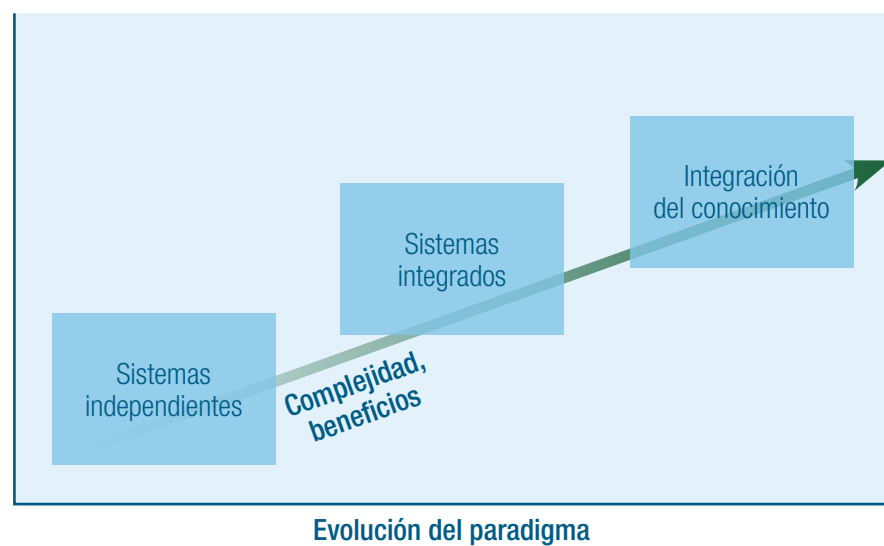 Integración
del conocimiento
Sistemas
integrados
Sistemas
independientes
Complejidad,
beneficios
Evolución del paradigma